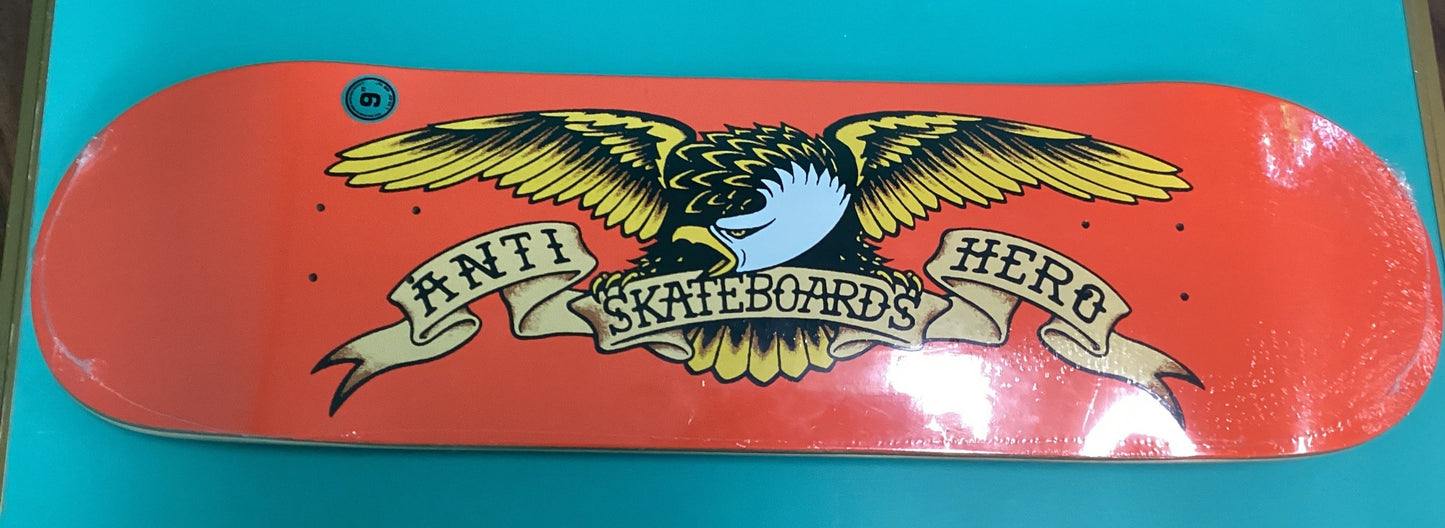 9"
ANTI
HERO
SKATEBOARDS